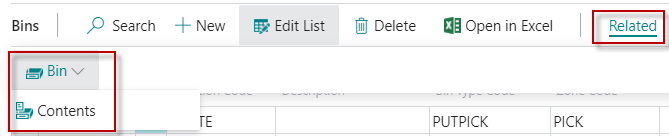 Bins Search + New Edit List Delete Open in Excel Related
Bin
Contents
TE PUTPICK PICK